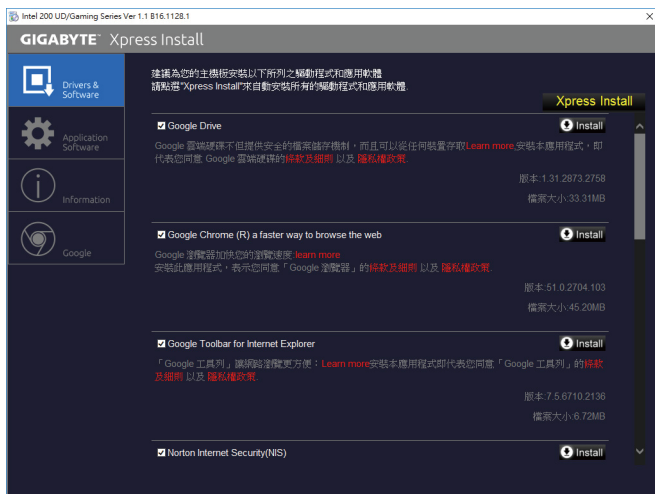 Intel 200 UD/Gaming Series Ver 1.1 B16.1128.1
GIGABYTE™ Xpress Install
Drivers & Software
Application Software
Information
Google
建議為您的主機板安裝以下所列之驅動程式和應用軟體
請點選"Xpress Install"來自動安裝所有的驅動程式和應用軟體.
Xpress Install
Google Drive
Install
Google 雲端硬碟不但提供安全的檔案儲存機制，而且可以從任何裝置存取Learn more,安裝本應用程式，即
代表您同意 Google 雲端硬碟的條款及細則 以及 隱私權政策.
版本:1.31.2873.2758
檔案大小:33.31MB
Google Chrome (R) a faster way to browse the web
Install
Google 瀏覽器加快您的瀏覽速度:learn more
安裝此應用程式，表示您同意「Google 瀏覽器」的條款及細則 以及 隱私權政策.
版本:51.0.2704.103
檔案大小:45.20MB
Google Toolbar for Internet Explorer
Install
「Google 工具列」讓網路瀏覽更方便：Learn more安裝本應用程式即代表您同意「Google 工具列」的條款
及細則 以及 隱私權政策.
版本:7.5.6710.2136
檔案大小:6.72MB
Norton Internet Security(NIS)
Install